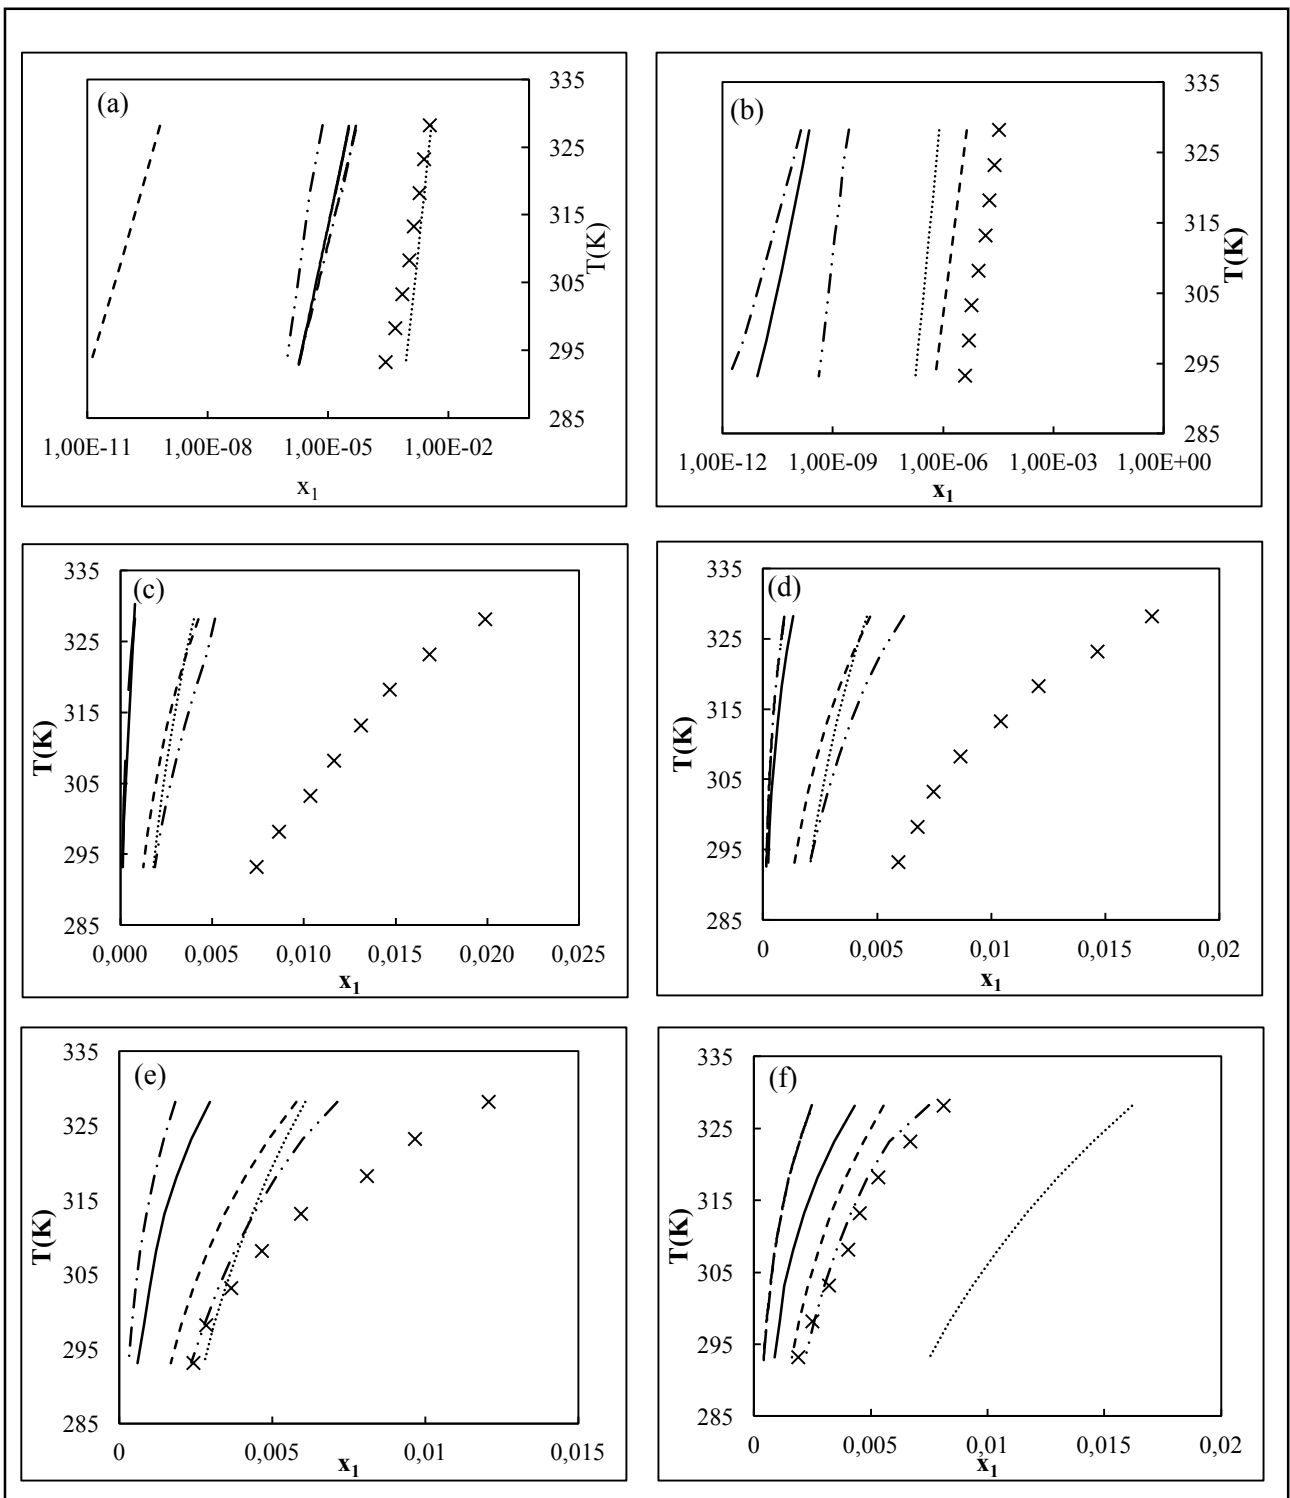 (a)
335
325
315
305
295
285
T(K)
1,00E-11 1,00E-08 1,00E-05 1,00E-02
x1
(b)
335
325
315
305
295
285
T(K)
1,00E-12 1,00E-09 1,00E-06 1,00E-03 1,00E+00
x1
(c)
335
325
315
305
295
285
T(K)
0,000 0,005 0,010 0,015 0,020 0,025
x1
(d)
335
325
315
305
295
285
T(K)
0 0,005 0,01 0,015 0,02
x1
(e)
335
325
315
305
295
285
T(K)
0 0,005 0,01 0,015
x1
(f)
335
325
315
305
295
285
T(K)
0 0,005 0,01 0,015 0,02
x1